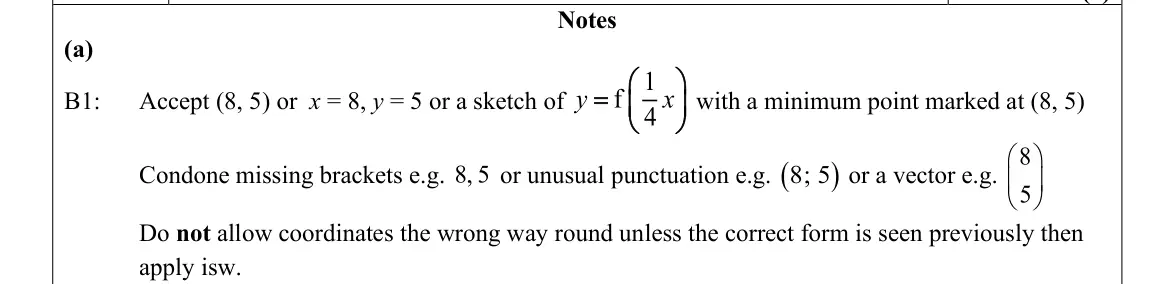 Notes
(a)
B1: Accept (8, 5) or x = 8, y = 5 or a sketch of y = f(1/4 x) with a minimum point marked at (8, 5)
Condone missing brackets e.g. 8, 5 or unusual punctuation e.g. (8; 5) or a vector e.g. (8 5)
Do not allow coordinates the wrong way round unless the correct form is seen previously then
apply isw.